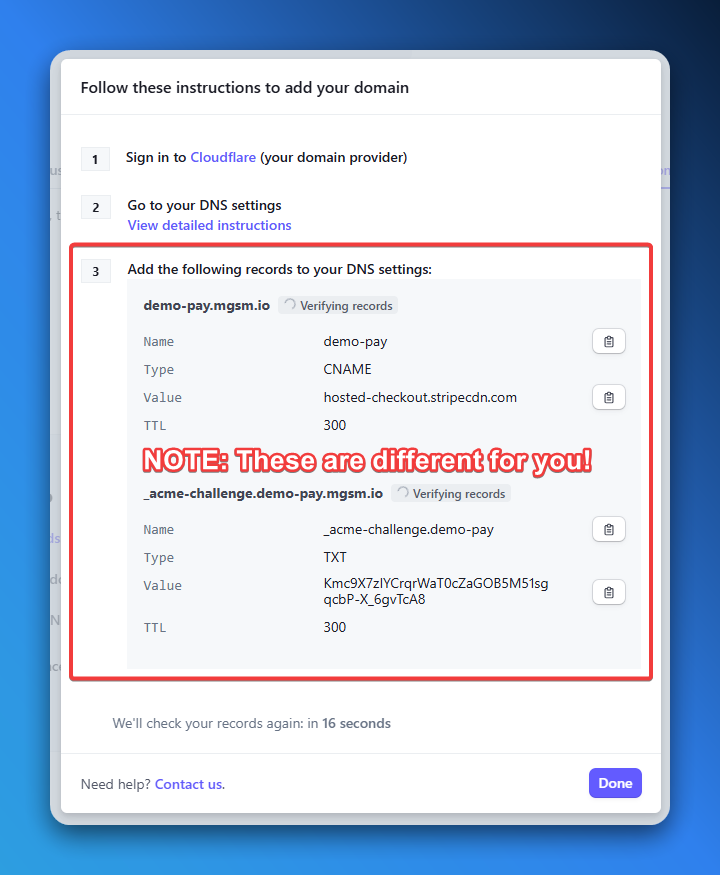 Follow these instructions to add your domain
1 Sign in to Cloudflare (your domain provider)
2 Go to your DNS settings
View detailed instructions
3 Add the following records to your DNS settings:
demo-pay.mgsm.io Verifying records
Name demo-pay
Type CNAME
Value hosted-checkout.stripecdn.com
TTL 300
NOTE: These are different for you!
_acme-challenge.demo-pay.mgsm.io Verifying records
Name _acme-challenge.demo-pay
Type TXT
Value Kmc9X7zIYCrqrWaT0cZaGOB5M51sg
qcbP-X_6gvTcA8
TTL 300
We'll check your records again: in 16 seconds
Need help? Contact us.
Done